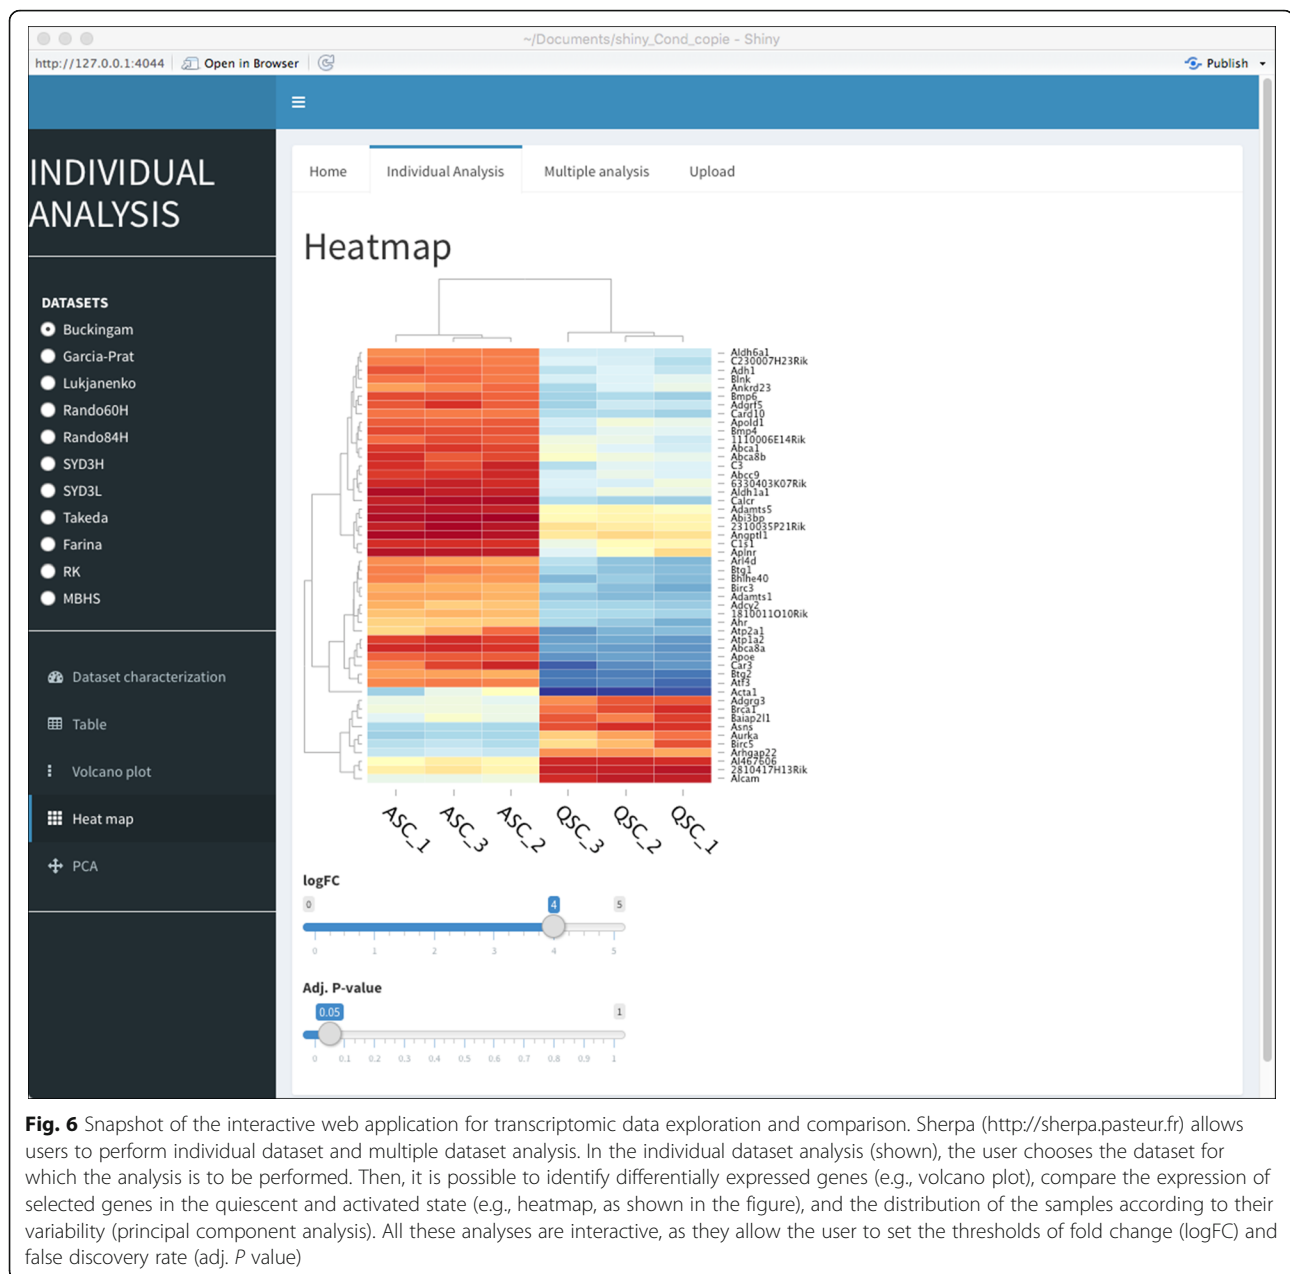 ~/Documents/shiny_Cond_copie - Shiny
http://127.0.0.1:4044 Open in Browser Publish
INDIVIDUAL
ANALYSIS
DATASETS
Buckingam
Garcia-Prat
Lukjanenko
Rando60H
Rando84H
SYD3H
SYD3L
Takeda
Farina
RK
MBHS
Dataset characterization
Table
Volcano plot
Heat map
PCA
Home Individual Analysis Multiple analysis Upload
Heatmap
Aldh6a1
C230007H23Rik
Adh1
Blnk
Ankrd23
Bmp6
Adgrf5
Card10
Apold1
Bmp4
1110006E14Rik
Abca1
Abca8b
C3
Abcc9
6330403K07Rik
Aldh1a1
Calcr
Adamts5
Abi3bp
2310035P21Rik
Angptl1
C1s1
Aplnr
Arl4d
Btg1
Bhlhe40
Birc3
Adamts1
Adcy2
1810011O10Rik
Ahr
Atp2a1
Atp1a2
Abca8a
Apoe
Car3
Btg2
Atf3
Acta1
Adgrg3
Brca1
Baiap2l1
Asns
Aurka
Birc5
Arhgap22
AI467606
2810417H13Rik
Alcam
ASC_1 ASC_3 ASC_2 QSC_3 QSC_2 QSC_1
logFC
0 4 5
0 1 2 3 4 5
Adj. P-value
0.05 1
0 0.1 0.2 0.3 0.4 0.5 0.6 0.7 0.8 0.9 1
Fig. 6 Snapshot of the interactive web application for transcriptomic data exploration and comparison. Sherpa (http://sherpa.pasteur.fr) allows
users to perform individual dataset and multiple dataset analysis. In the individual dataset analysis (shown), the user chooses the dataset for
which the analysis is to be performed. Then, it is possible to identify differentially expressed genes (e.g., volcano plot), compare the expression of
selected genes in the quiescent and activated state (e.g., heatmap, as shown in the figure), and the distribution of the samples according to their
variability (principal component analysis). All these analyses are interactive, as they allow the user to set the thresholds of fold change (logFC) and
false discovery rate (adj. P value)